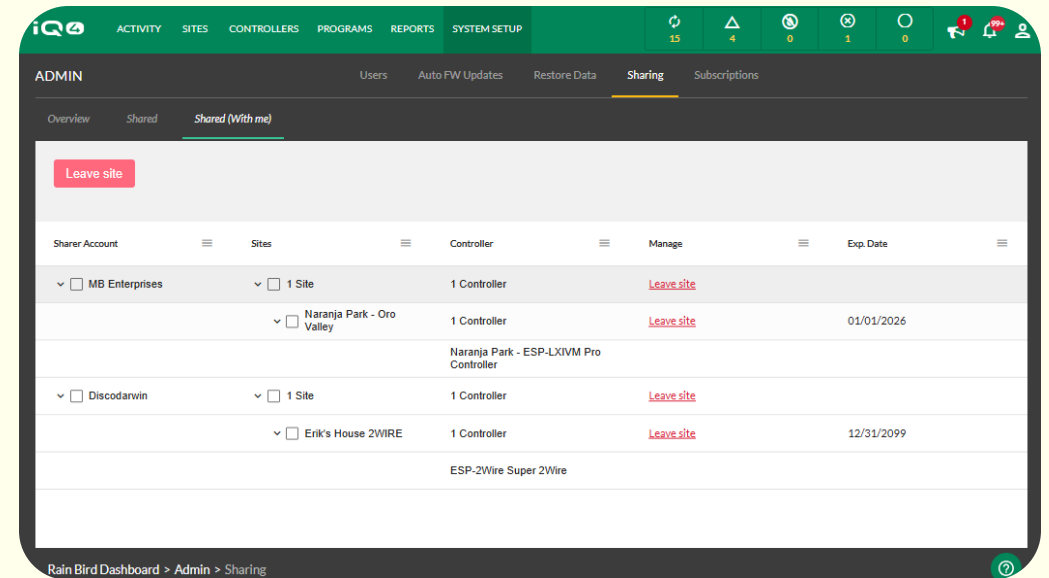 iQ4 ACTIVITY SITES CONTROLLERS PROGRAMS REPORTS SYSTEM SETUP 15 4 0 1 0 1 99+
ADMIN Users Auto FW Updates Restore Data Sharing Subscriptions
Overview Shared Shared (With me)
Leave site
Sharer Account Sites Controller Manage Exp. Date
MB Enterprises 1 Site 1 Controller Leave site
Naranja Park - Oro
Valley 1 Controller Leave site 01/01/2026
Naranja Park - ESP-LXIVM Pro
Controller
Discodarwin 1 Site 1 Controller Leave site
Erik's House 2WIRE 1 Controller Leave site 12/31/2099
ESP-2Wire Super 2Wire
Rain Bird Dashboard > Admin > Sharing ?